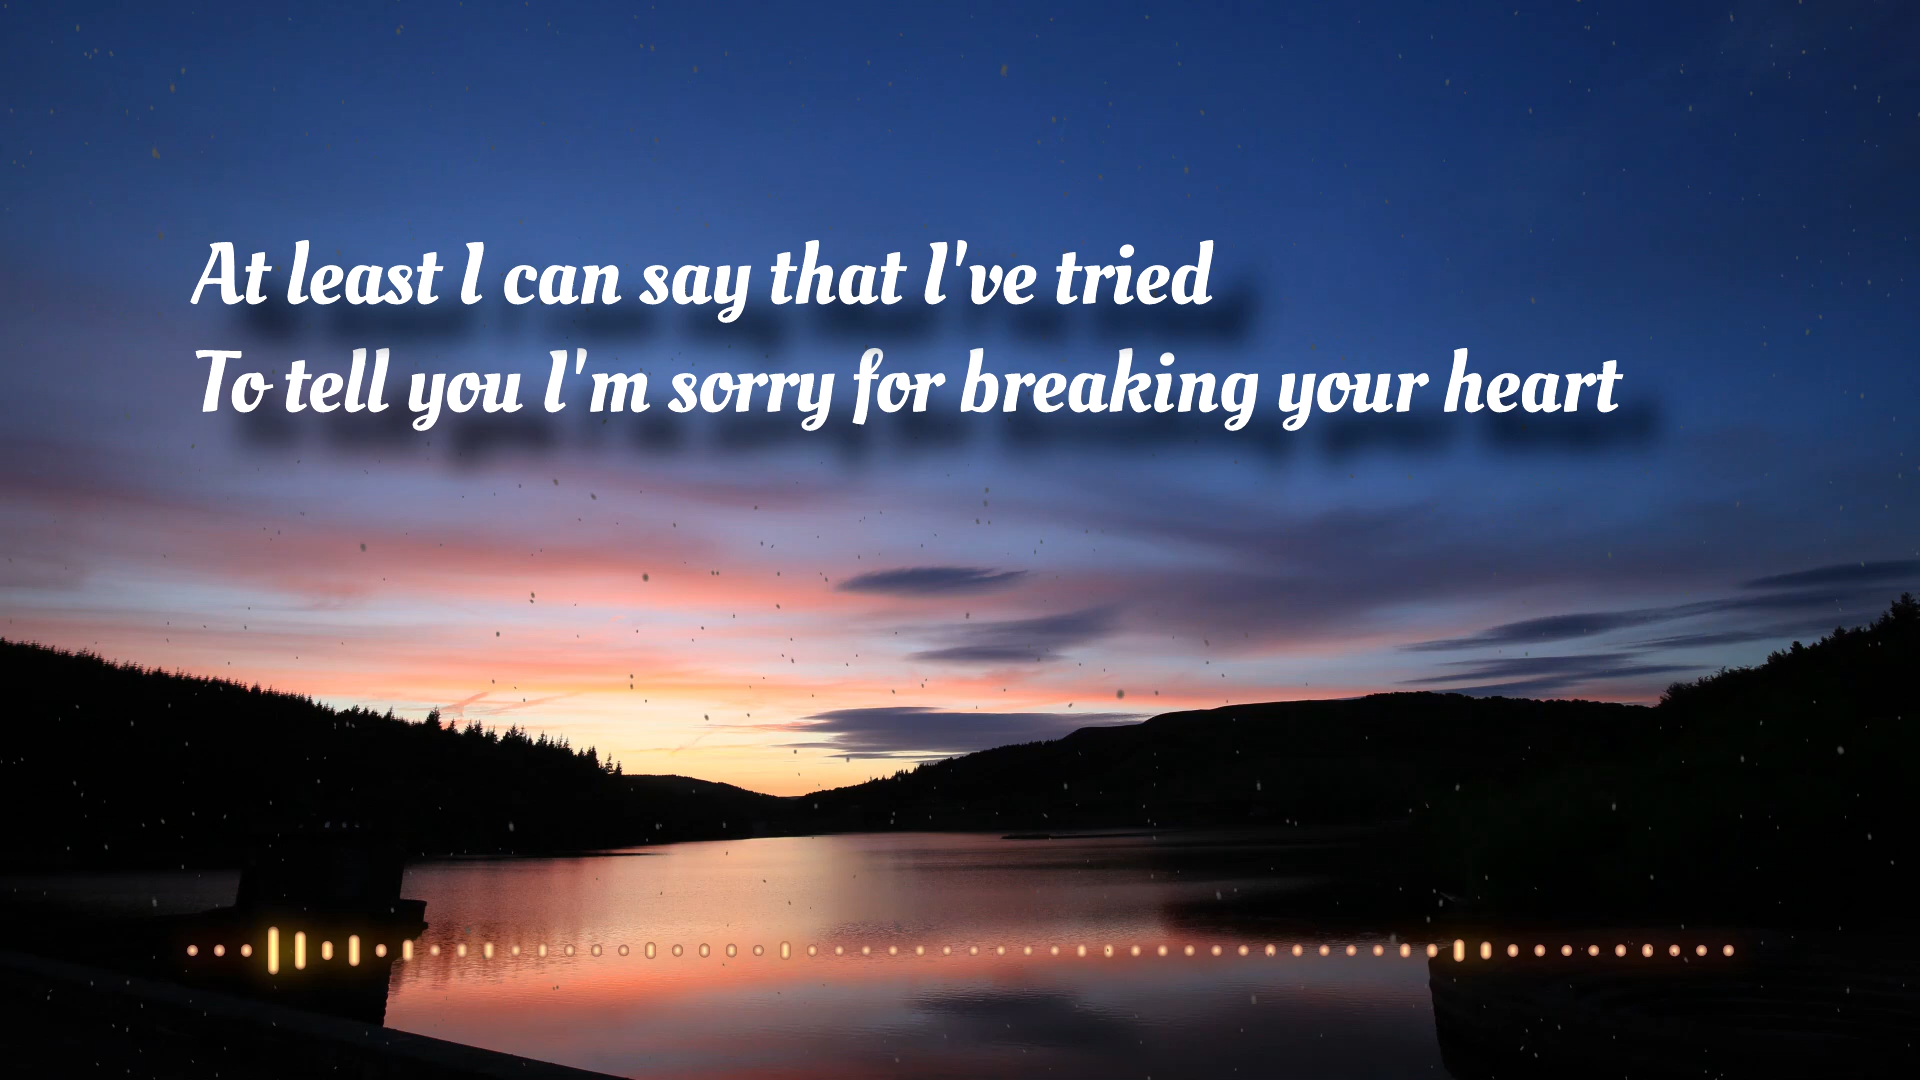 At least I can say that I've tried
To tell you I'm sorry for breaking your heart